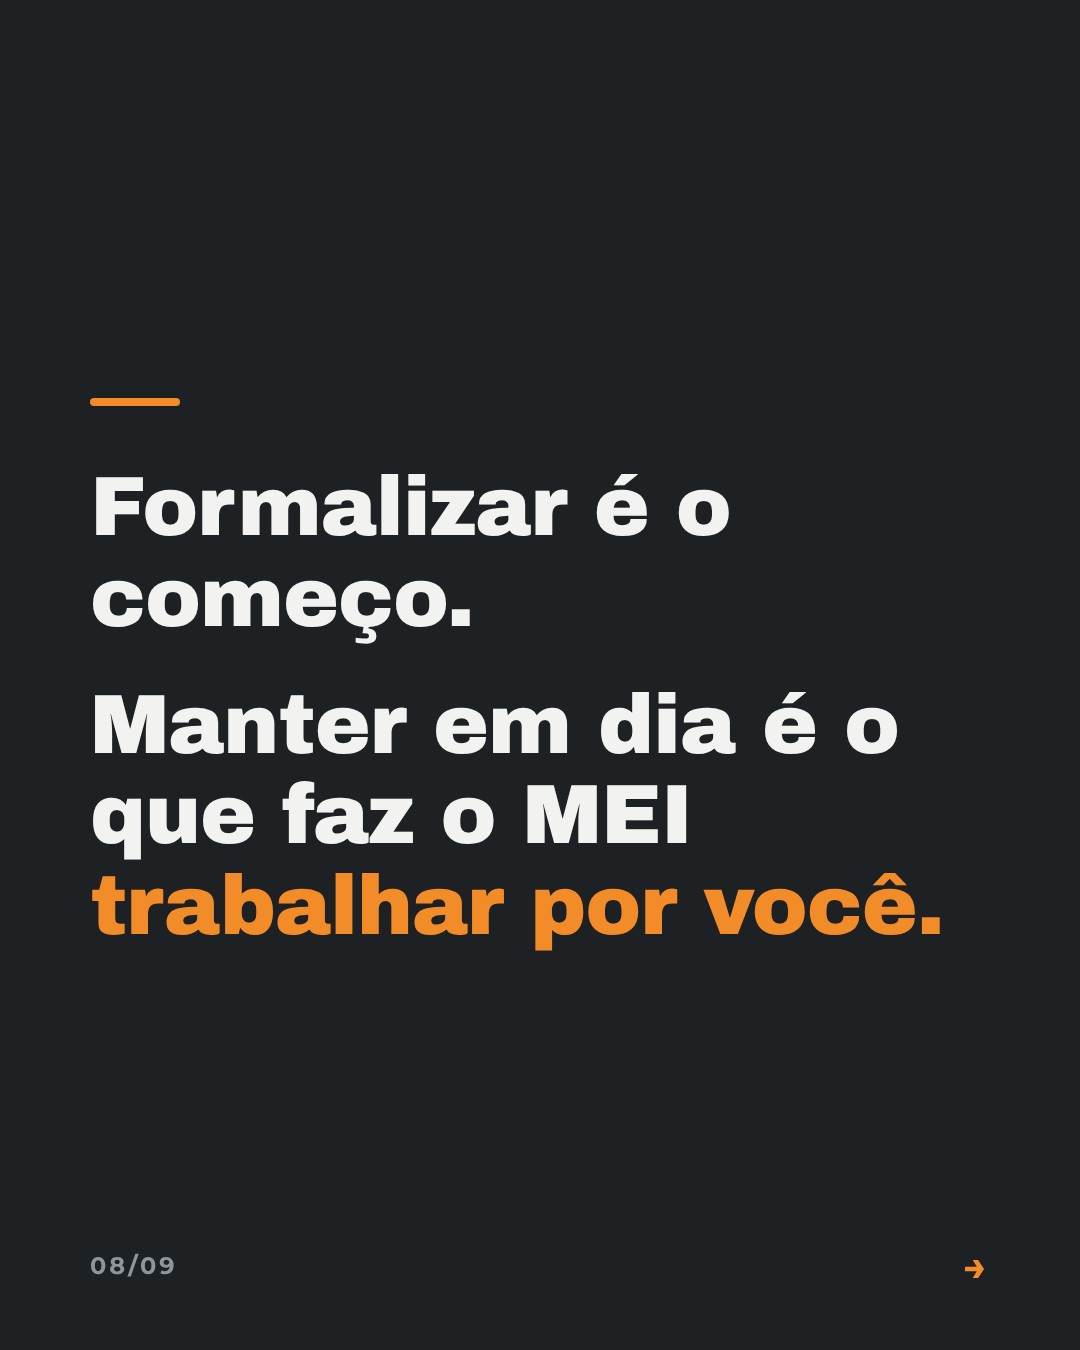 Formalizar é o
começo.
Manter em dia é o
que faz o MEI
trabalhar por você.
08/09 →